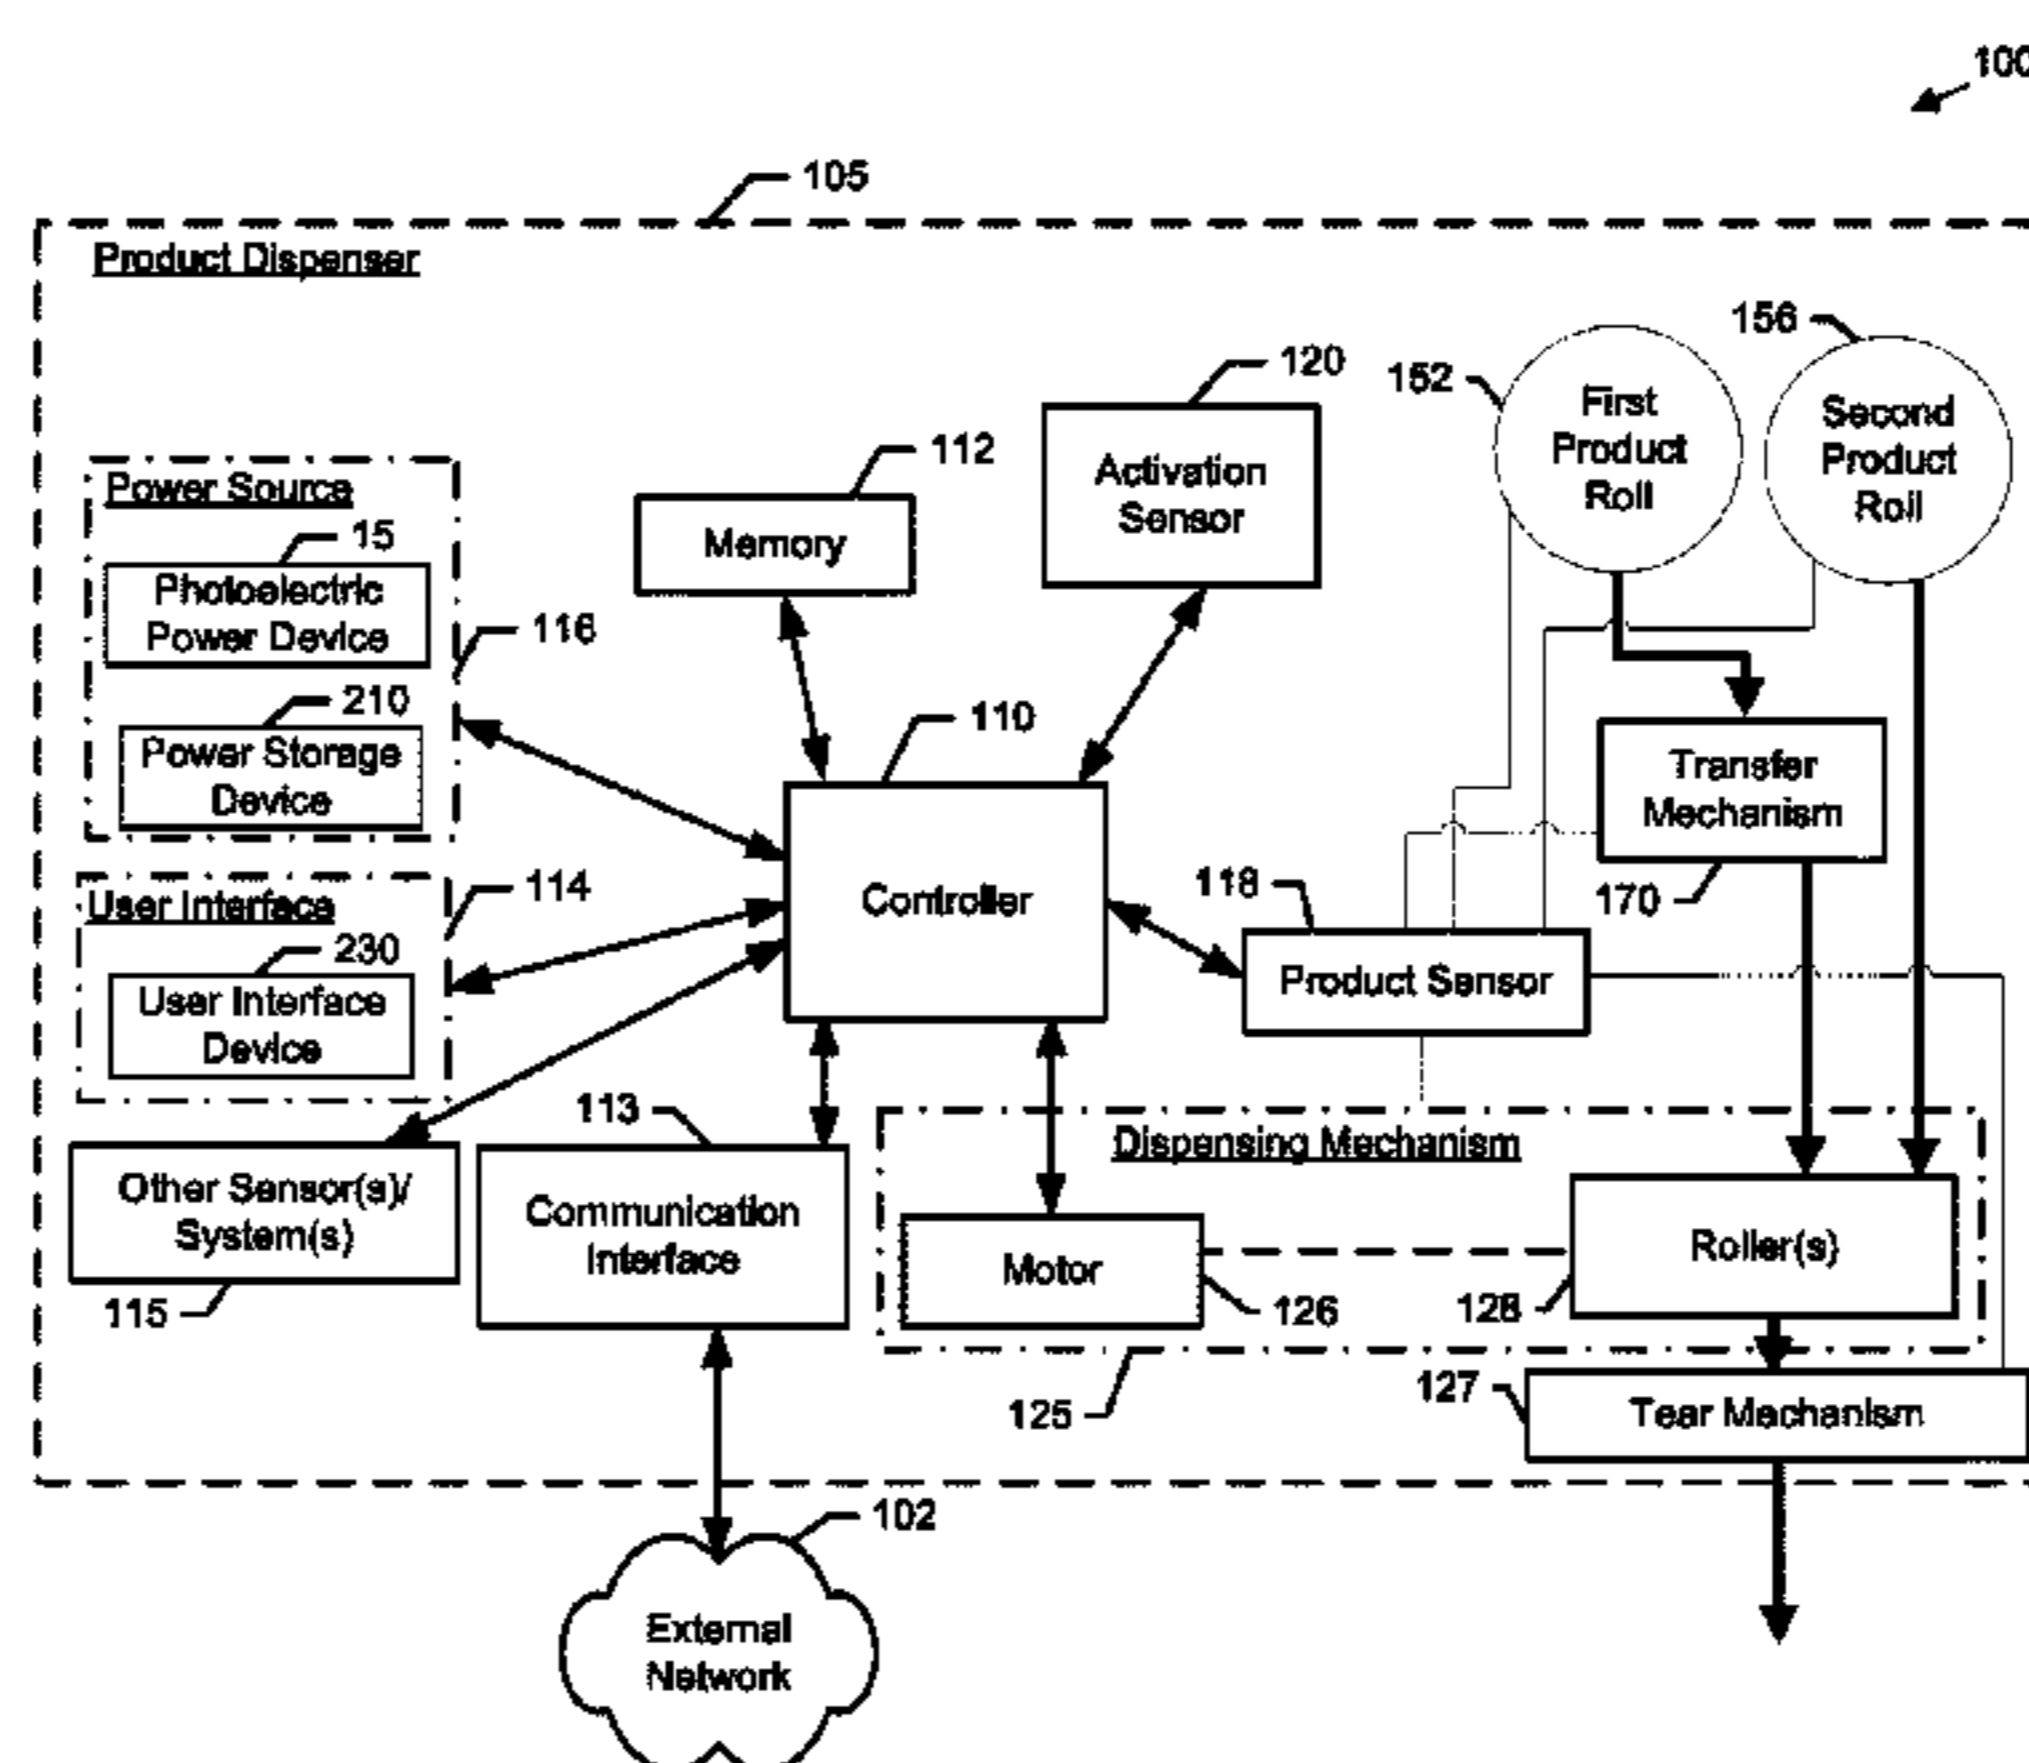 100
105
Product Dispenser
156
120
152
First
Product
Roll
Second
Product
Roll
112
Activation
Sensor
Power Source
15
Memory
Photoelectric
Power Device
116
210
110
Power Storage
Device
Transfer
Mechanism
114
118
170
User Interface
Controller
230
Product Sensor
User Interface
Device
113
Dispensing Mechanism
Other Sensor(s)/
System(s)
Communication
Interface
Motor
Roller(s)
115
126
128
125
127
Tear Mechanism
102
External
Network